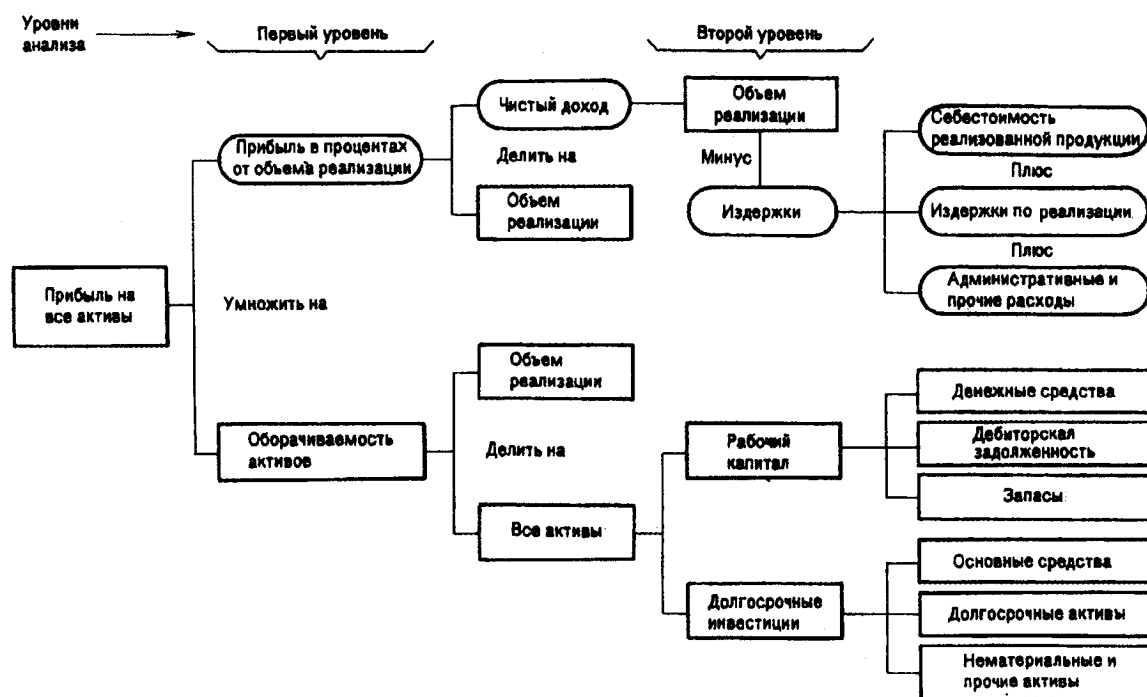 Уровни
анализа
Первый уровень
Второй уровень
Чистый доход
Объем
реализации
Себестоимость
реализованной продукции
Прибыль в процентах
от объема реализации
Делить на
Минус
Плюс
Объем
реализации
Издержки
Издержки по реализации
Плюс
Прибыль на
все активы
Умножить на
Административные и
прочие расходы
Объем
реализации
Денежные средства
Оборачиваемость
активое
Делить на
Рабочий
капитал
Дебиторская
задолженность
Запасы
Все активы
Основные средства
Долгосрочные
инвестиции
Долгосрочные активы
Нематериальные и
прочие активы